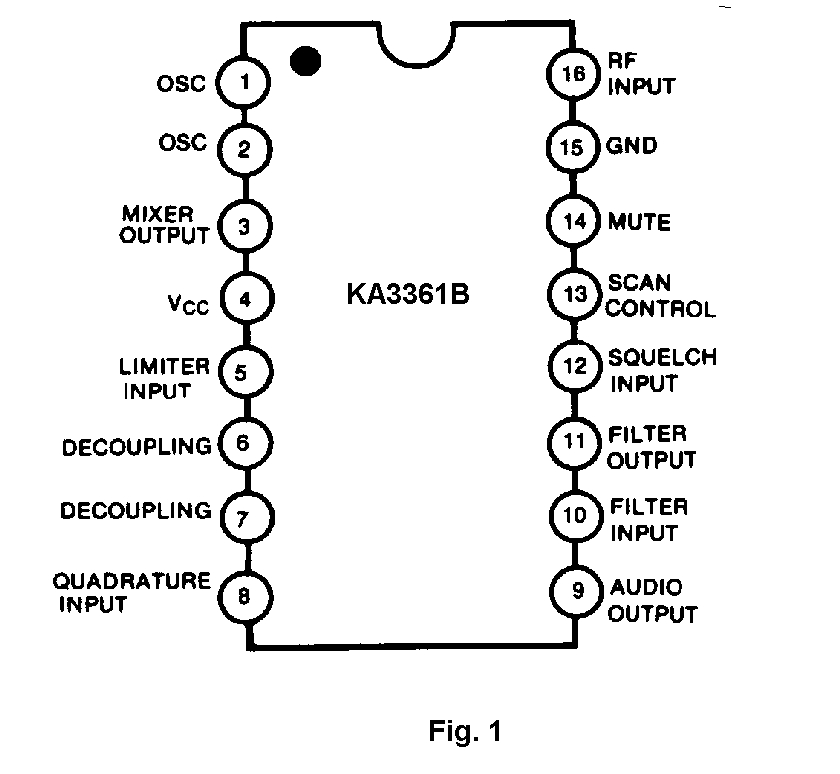 OSC 1
OSC 2
MIXER
OUTPUT 3
VCC 4
LIMITER
INPUT 5
DECOUPLING 6
DECOUPLING 7
QUADRATURE
INPUT 8
KA3361B
16 RF
INPUT
15 GND
14 MUTE
13 SCAN
CONTROL
12 SQUELCH
INPUT
11 FILTER
OUTPUT
10 FILTER
INPUT
9 AUDIO
OUTPUT
Fig. 1